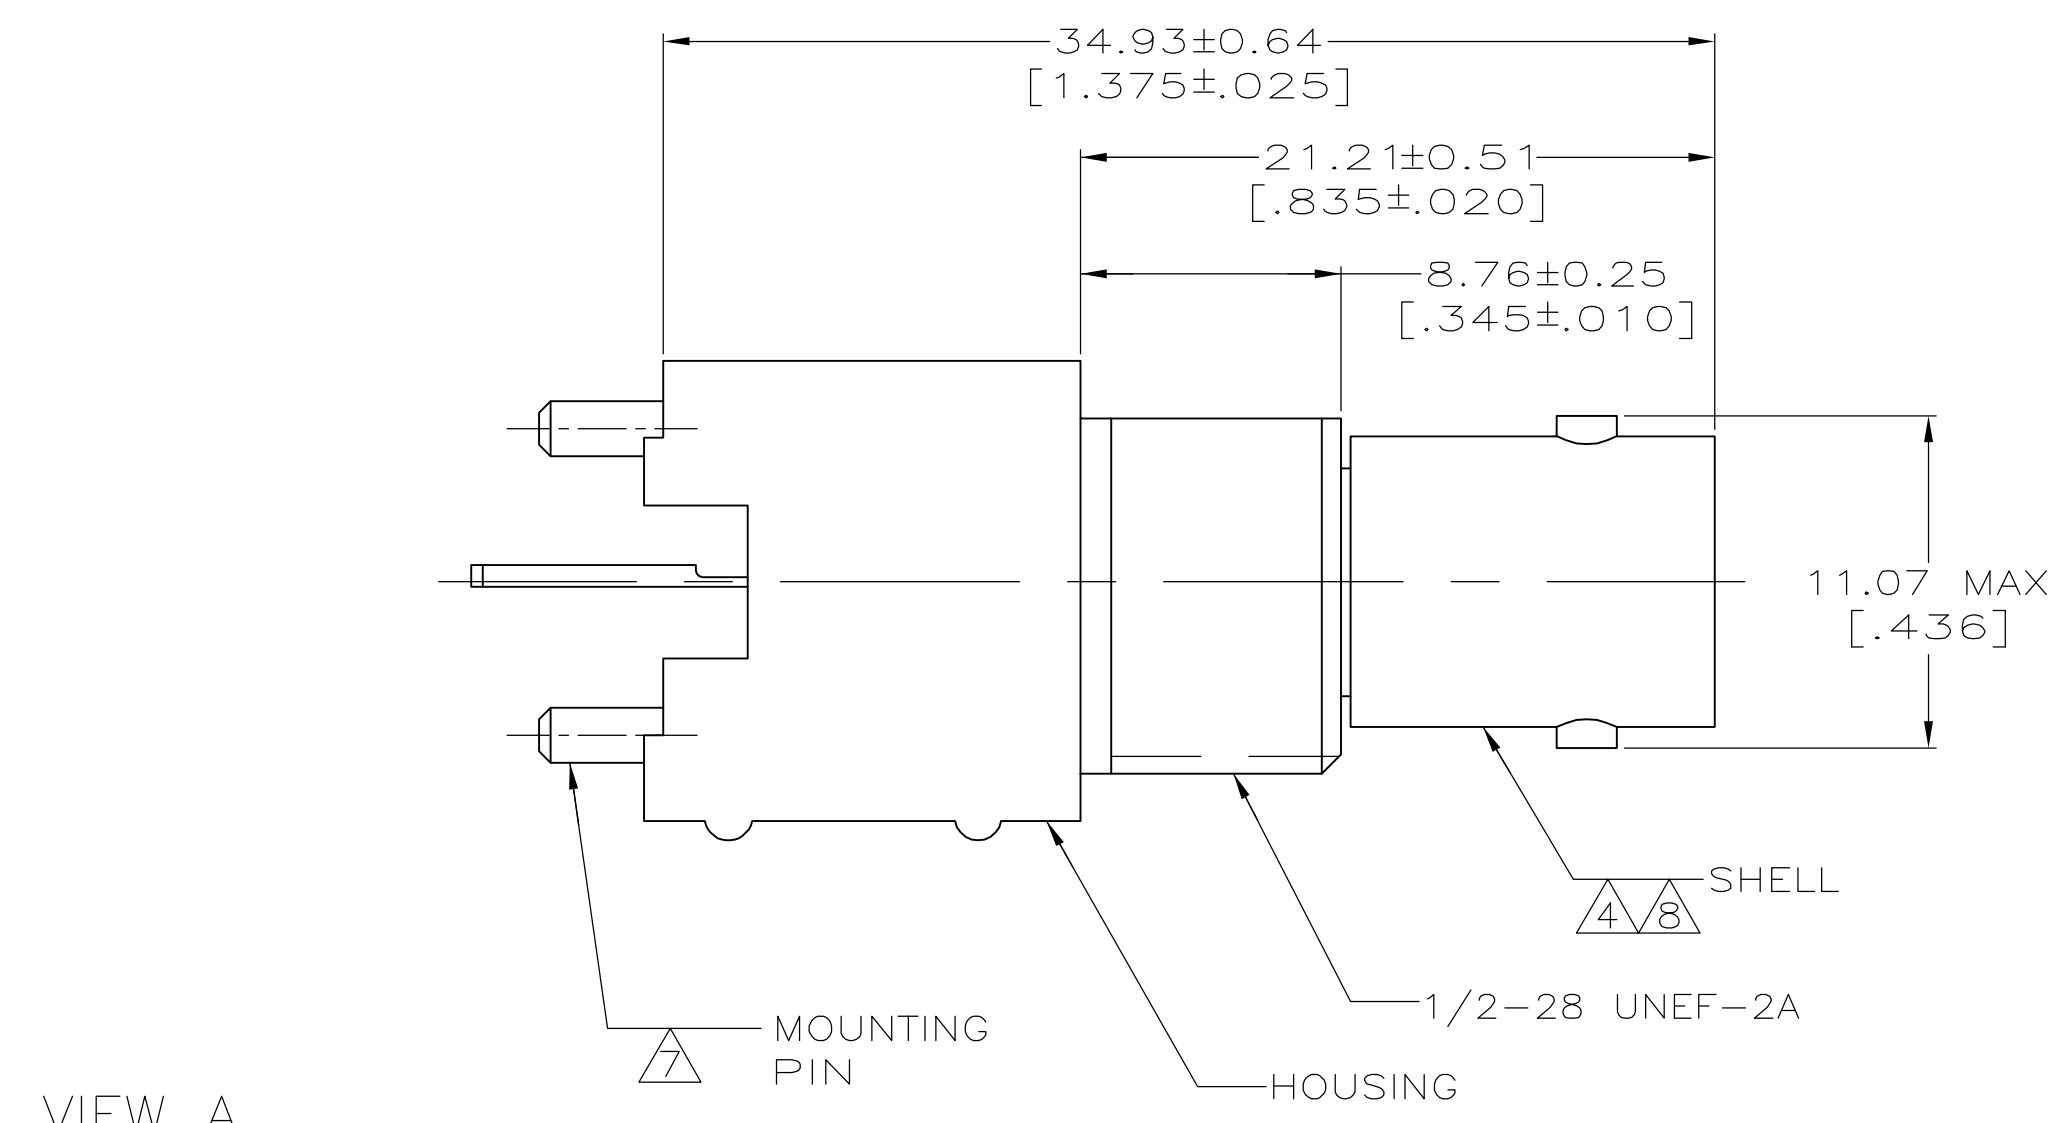 34.93±0.64
[1.375±.025]
21.21±0.51
[.835±.020]
8.76±0.25
[.345±.010]
11.07 MAX
[.436]
SHELL
4 8
1/2-28 UNEF-2A
MOUNTING
PIN
7
HOUSING
VIEW A